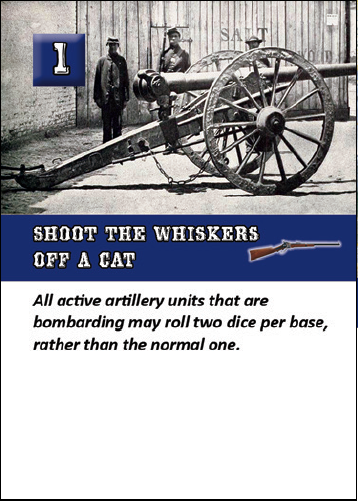 SALT
1
SHOOT THE WHISKERS
OFF A CAT
All active artillery units that are
bombarding may roll two dice per base,
rather than the normal one.